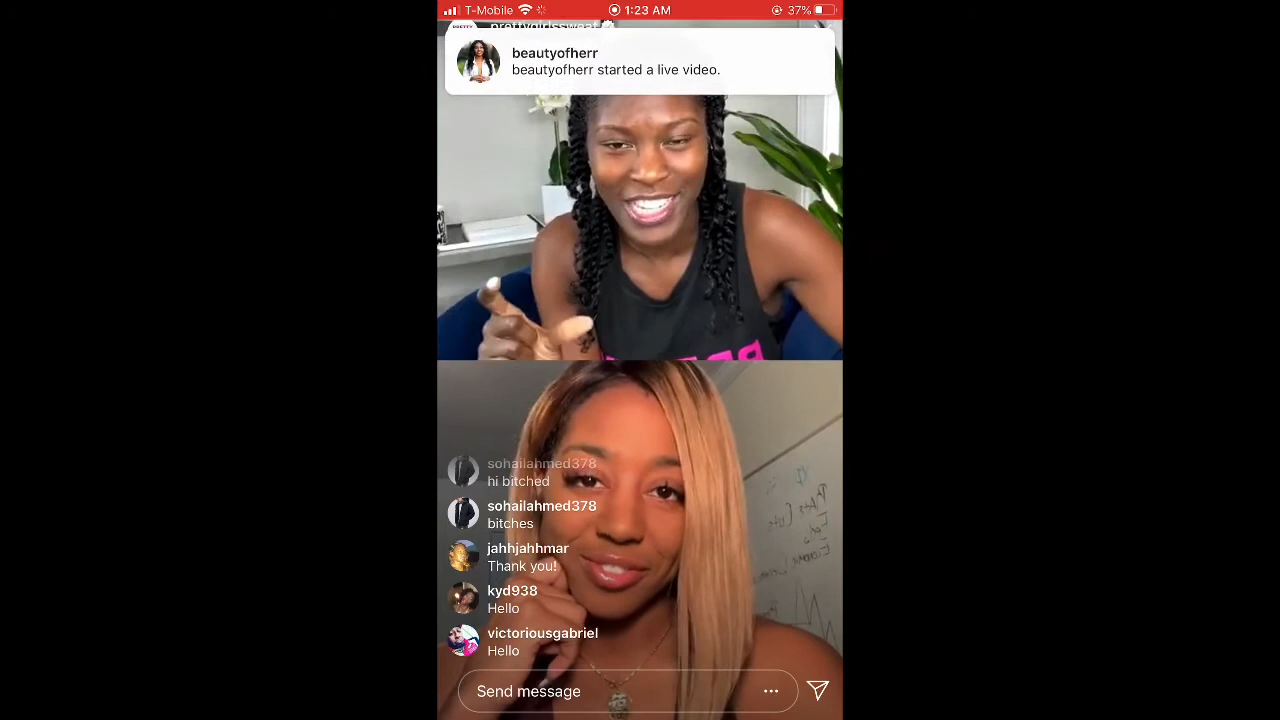 T-Mobile 1:23 AM 37%
prettygirlssweat
beautyofherr
beautyofherr started a live video.
sohailahmed378
hi bitched
sohailahmed378
bitches
jahhjahhmar
Thank you!
kyd938
Hello
victoriousgabriel
Hello
Send message